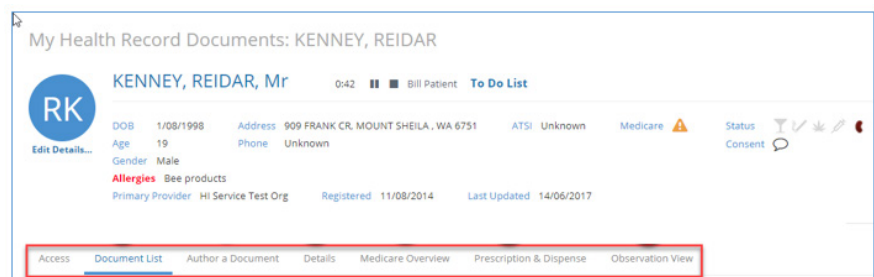 My Health Record Documents: KENNEY, REIDAR
KENNEY, REIDAR, Mr 0:42 Bill Patient To Do List
RK
Edit Details...
DOB 1/08/1998 Address 909 FRANK CR, MOUNT SHEILA , WA 6751 ATSI Unknown Medicare Status
Age 19 Phone Unknown Consent
Gender Male
Allergies Bee products
Primary Provider HI Service Test Org Registered 11/08/2014 Last Updated 14/06/2017
Access Document List Author a Document Details Medicare Overview Prescription & Dispense Observation View